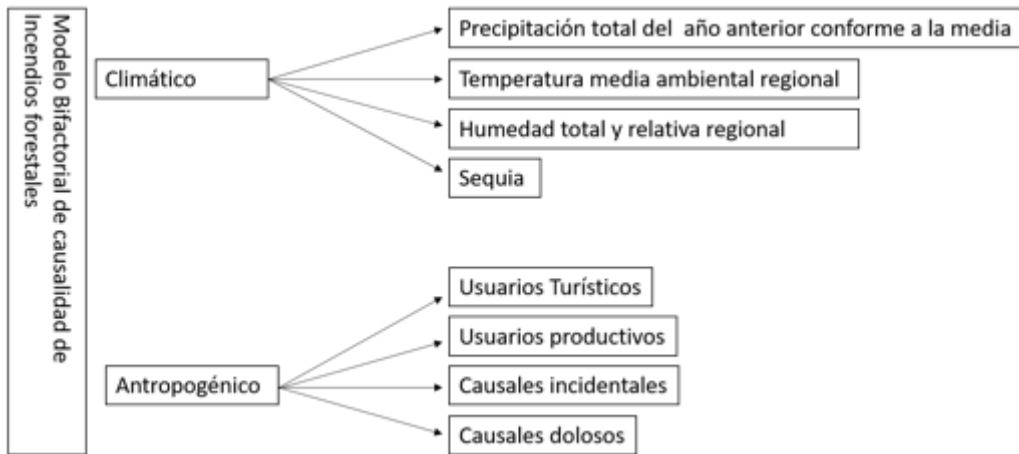 Modelo Bifactorial de causalidad de
Incendios forestales
Climático
Precipitación total del año anterior conforme a la media
Temperatura media ambiental regional
Humedad total y relativa regional
Sequia
Antropogénico
Usuarios Turísticos
Usuarios productivos
Causales incidentales
Causales dolosos